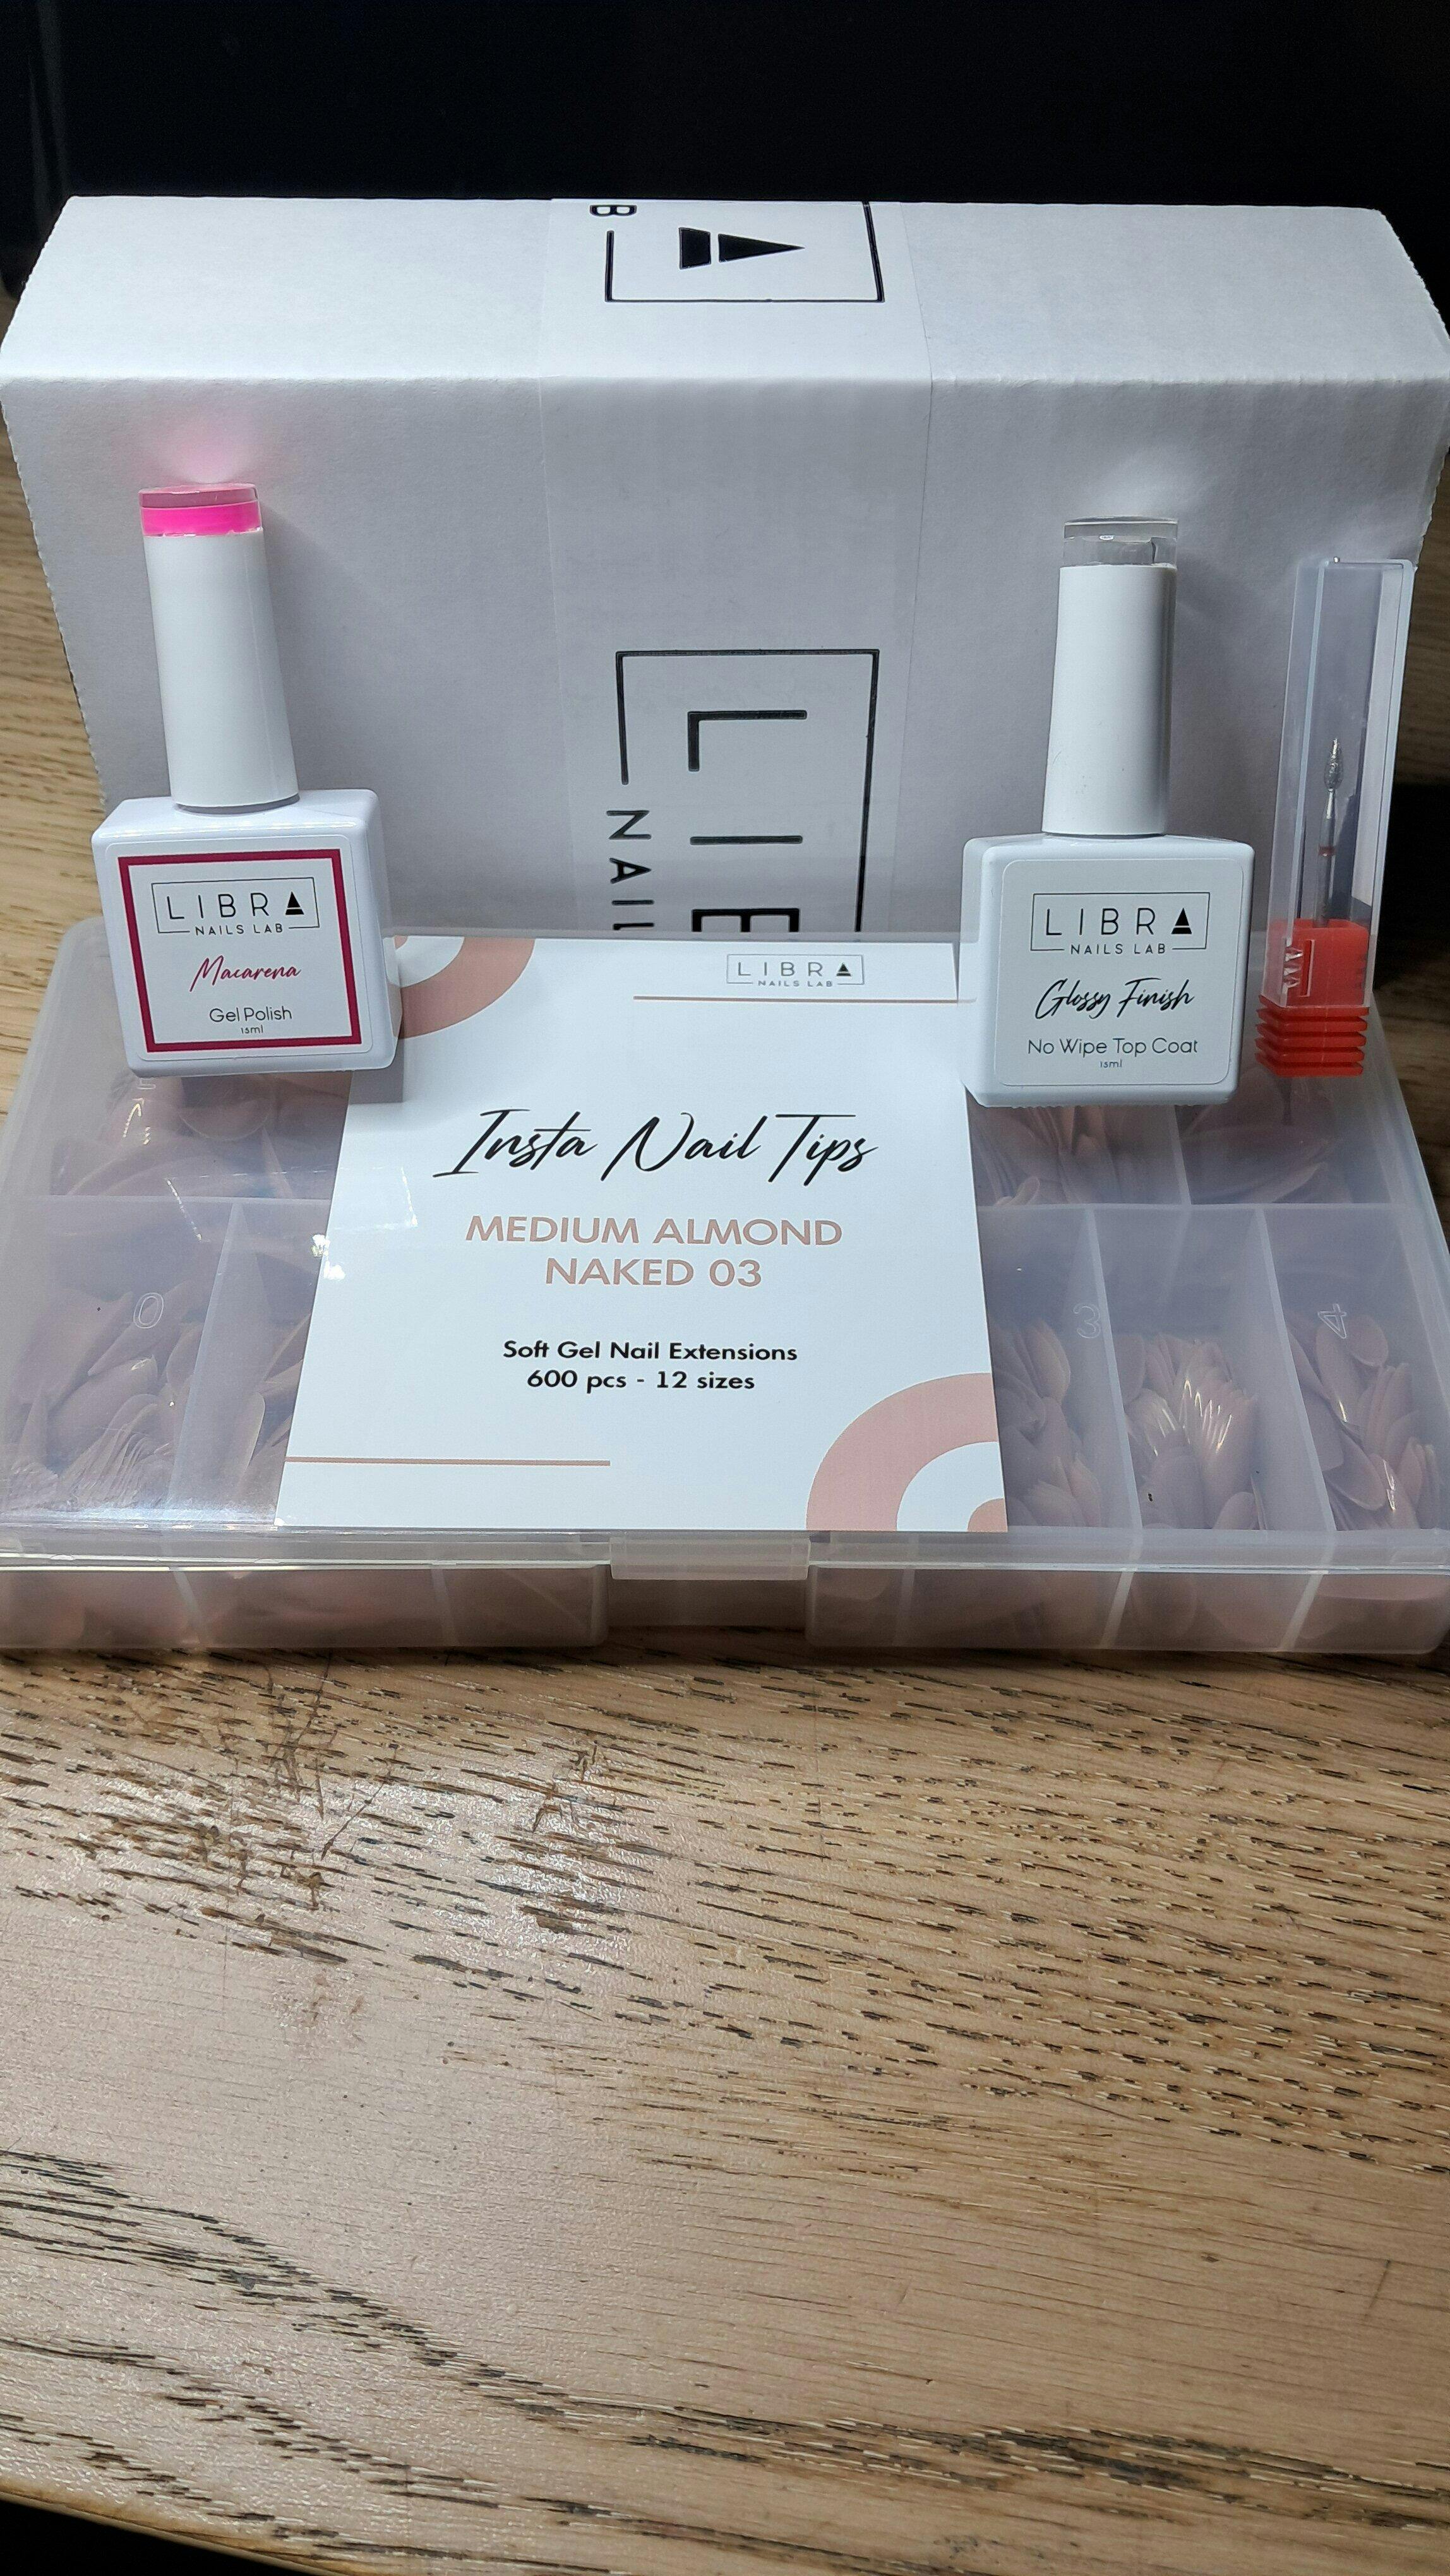 B
A
LIB
NAIL
LIBRA
NAILS LAB
Macarena
Gel Polish
15ml
LIBRA
NAILS LAB
Glossy Finish
No Wipe Top Coat
15ml
LIBRA
NAILS LAB
Insta Nail Tips
MEDIUM ALMOND
NAKED 03
Soft Gel Nail Extensions
600 pcs - 12 sizes
0
3
4